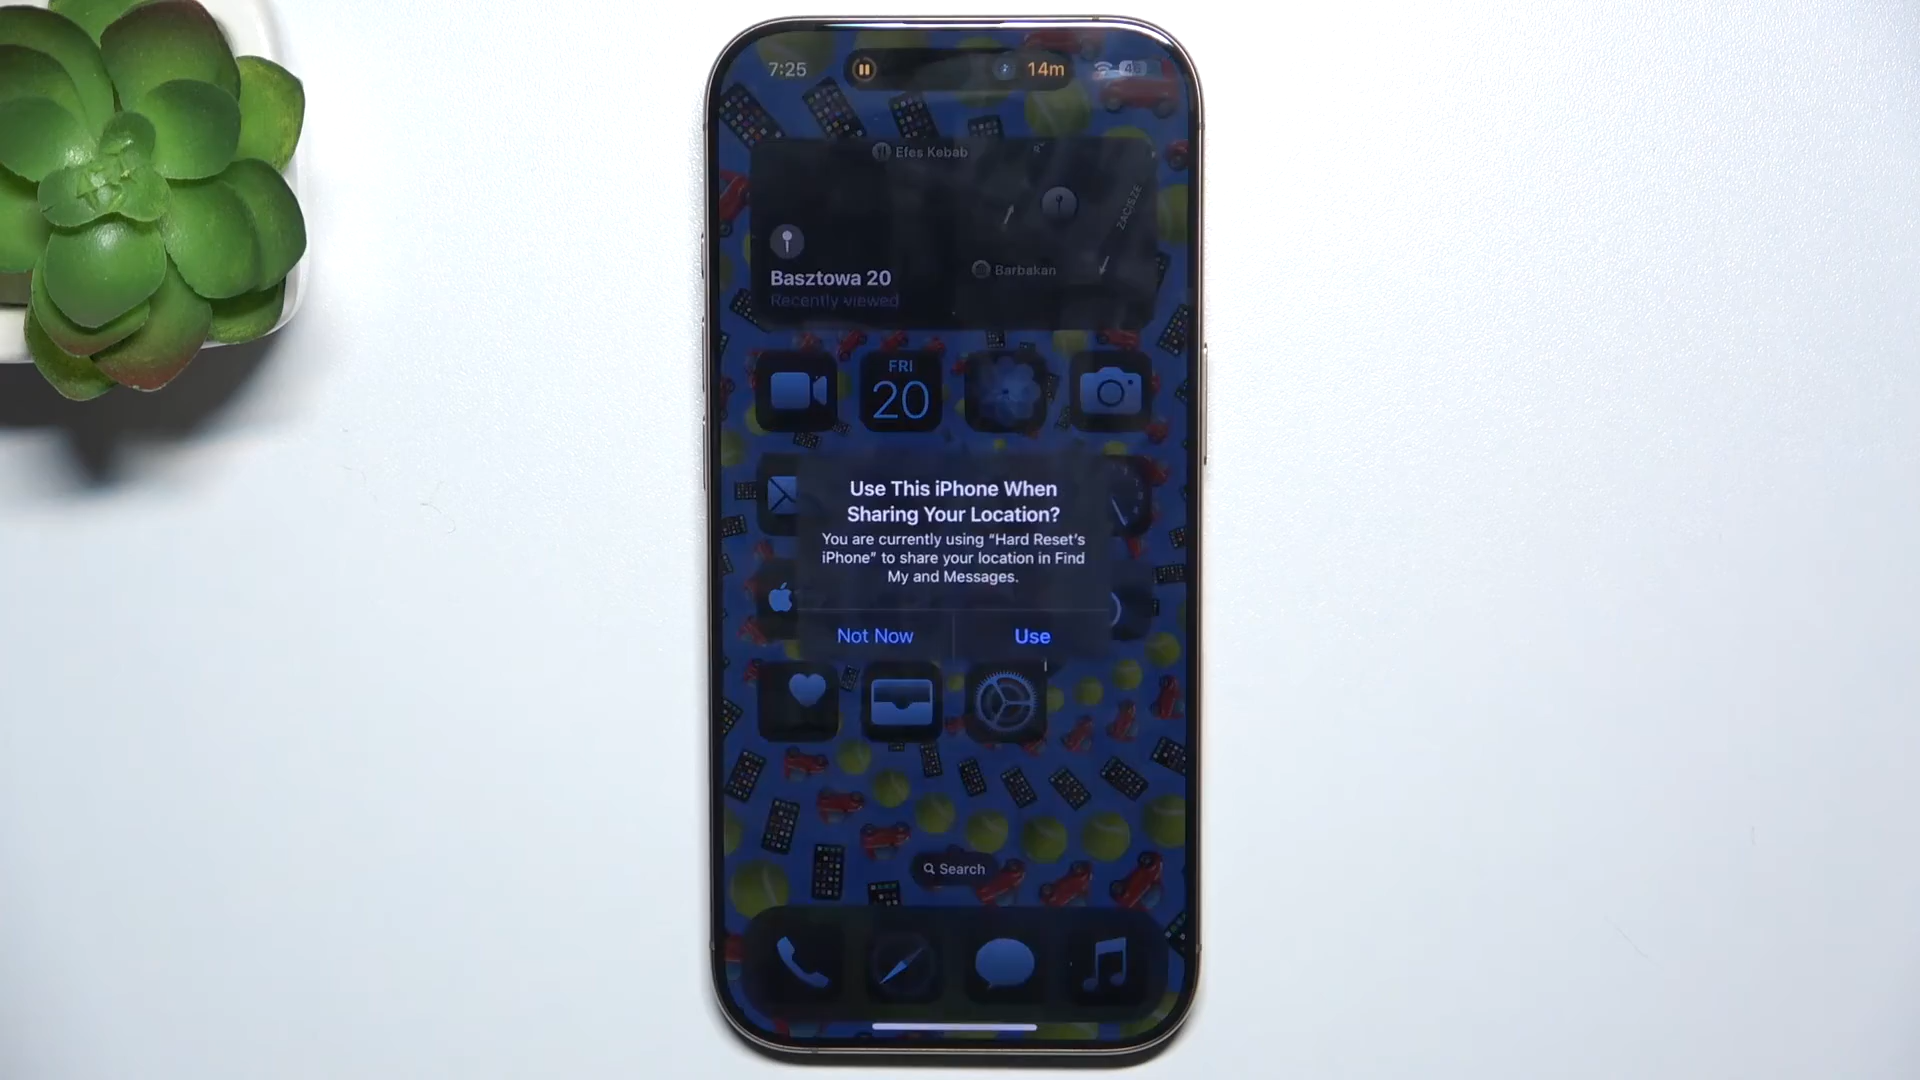 7:25
14m
46
Efes Kebab
ZACISZE
Barbakan
Basztowa 20
Recently viewed
FRI
20
Use This iPhone When
Sharing Your Location?
You are currently using “Hard Reset’s
iPhone” to share your location in Find
My and Messages.
Not Now
Use
Search